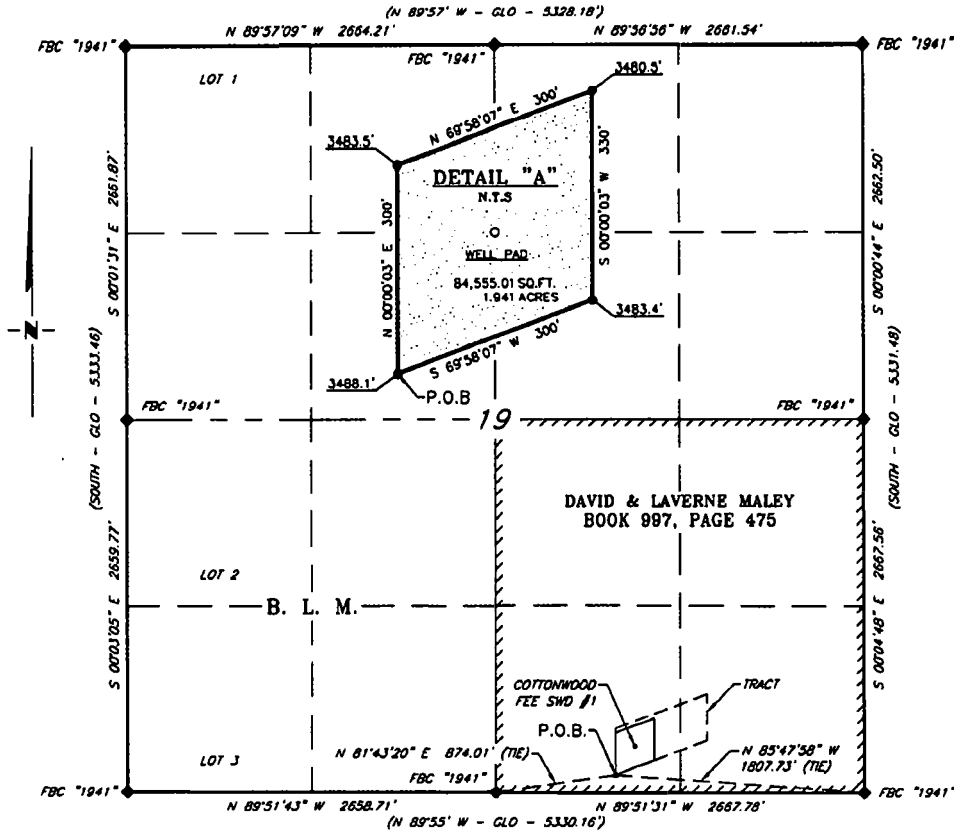 (N 89'57' W - GLO - 5328.18')
N 89'57'09" W 2664.21'
N 89'56'56" W 2661.54'
FBC "1941"
FBC "1941"
FBC "1941"
LOT 1
3480.5'
N 69'58'07" E 300'
3483.5'
DETAIL "A"
N.T.S
WELL PAD
84,555.01 SQ.FT.
1.941 ACRES
N 00'00'03" E 300'
S 00'00'03" W 330'
S 69'58'07" W 300'
3483.4'
3488.1'
P.O.B
S 00'01'31" E 2661.87'
S 00'00'44" E 2662.50'
N
(SOUTH - GLO - 5333.46)
(SOUTH - GLO - 5331.48)
FBC "1941"
19
FBC "1941"
DAVID & LAVERNE MALEY
BOOK 997, PAGE 475
LOT 2
B. L. M.
S 00'03'05" E 2659.77'
S 00'04'48" E 2667.56'
COTTONWOOD
FEE SWD #1
TRACT
P.O.B.
N 81'43'20" E 874.01' (TIE)
N 85'47'58" W
1807.73' (TIE)
LOT 3
FBC "1941"
FBC "1941"
FBC "1941"
N 89'51'43" W 2658.71'
N 89'51'31" W 2667.78'
(N 89'55' W - GLO - 5330.16')